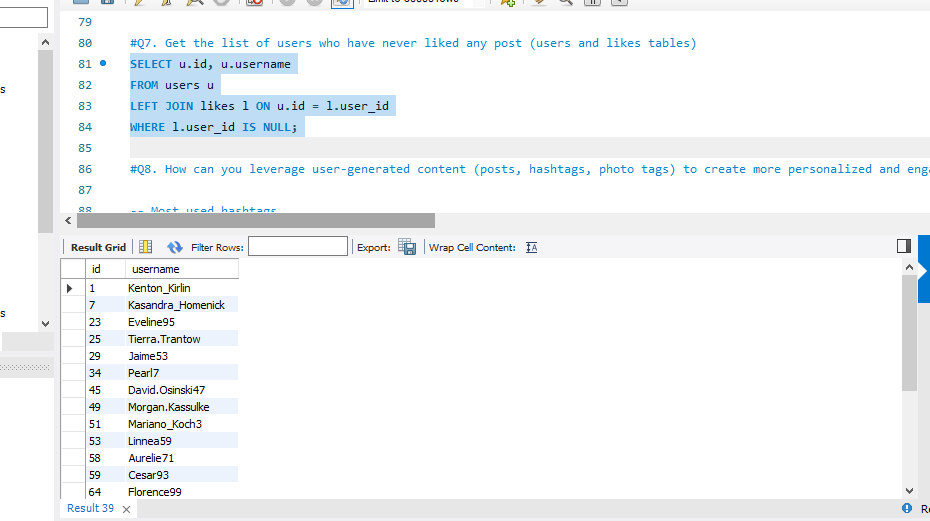 79
80 #Q7. Get the list of users who have never liked any post (users and likes tables)
81 SELECT u.id, u.username
82 FROM users u
83 LEFT JOIN likes l ON u.id = l.user_id
84 WHERE l.user_id IS NULL;
85
86 #Q8. How can you leverage user-generated content (posts, hashtags, photo tags) to create more personalized and enga
87
88 -- Most used hashtags
s
s
Result Grid Filter Rows: Export: Wrap Cell Content:
id username
1 Kenton_Kirlin
7 Kasandra_Homenick
23 Eveline95
25 Tierra.Trantow
29 Jaime53
34 Pearl7
45 David.Osinski47
49 Morgan.Kassulke
51 Mariano_Koch3
53 Linnea59
58 Aurelie71
59 Cesar93
64 Florence99
Result 39